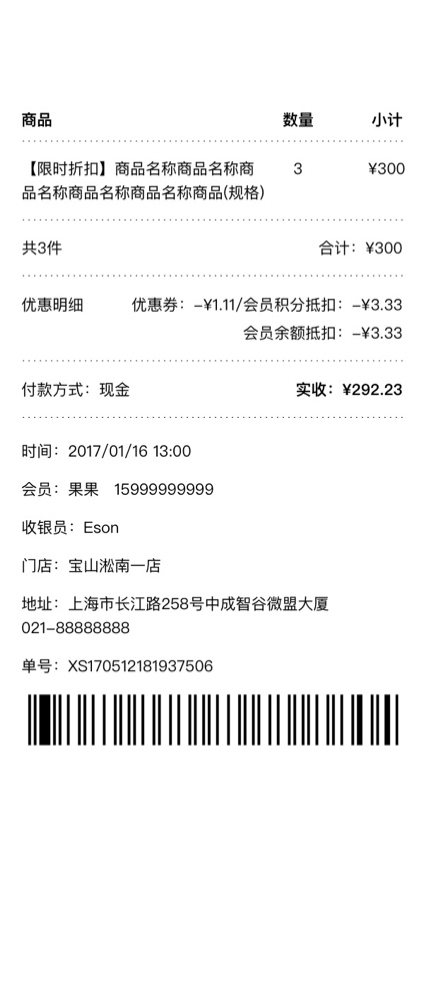 商品 数量 小计
【限时折扣】商品名称商品名称商 3 ¥300
品名称商品名称商品名称商品(规格)
共3件 合计：¥300
优惠明细 优惠券：-¥1.11/会员积分抵扣：-¥3.33
会员余额抵扣：-¥3.33
付款方式：现金 实收：¥292.23
时间：2017/01/16 13:00
会员：果果 15999999999
收银员：Eson
门店：宝山淞南一店
地址：上海市长江路258号中成智谷微盟大厦
021-88888888
单号：XS170512181937506